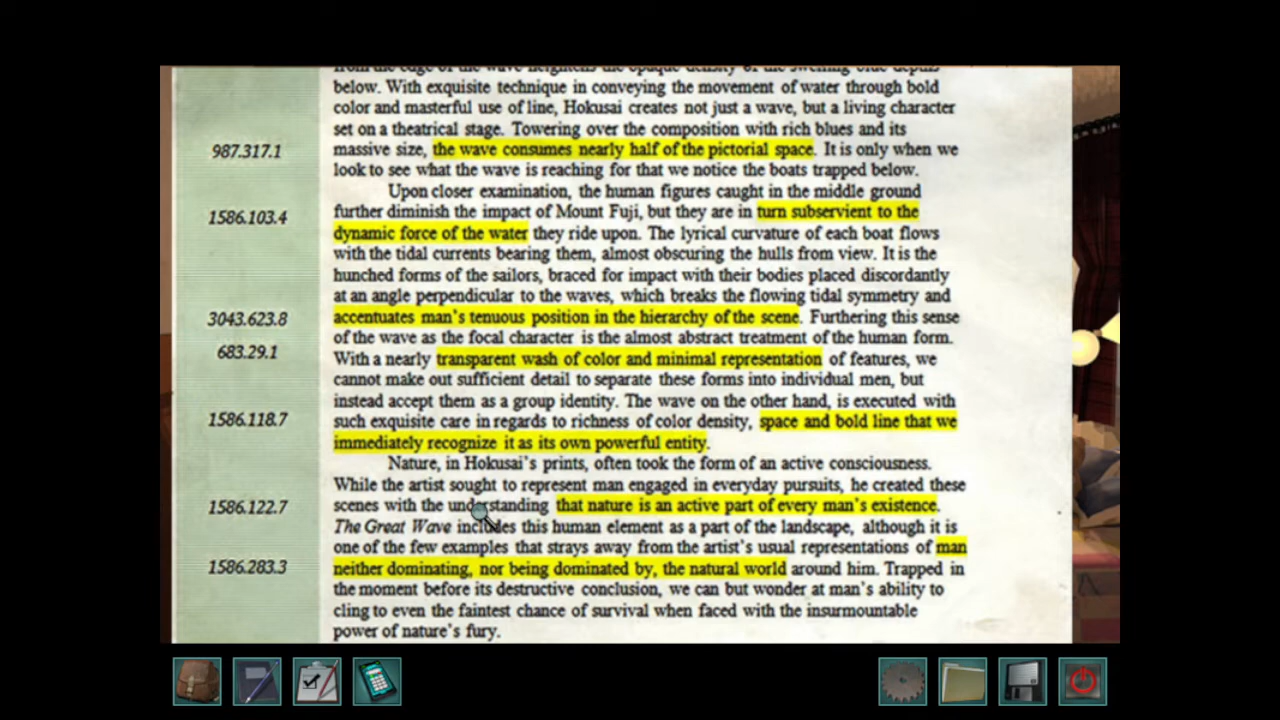 from the edge of the wave heightens the opaque density of the swelling blue depths
below. With exquisite technique in conveying the movement of water through bold
color and masterful use of line, Hokusai creates not just a wave, but a living character
set on a theatrical stage. Towering over the composition with rich blues and its
987.317.1 massive size, the wave consumes nearly half of the pictorial space. It is only when we
look to see what the wave is reaching for that we notice the boats trapped below.
Upon closer examination, the human figures caught in the middle ground
1586.103.4 further diminish the impact of Mount Fuji, but they are in turn subservient to the
dynamic force of the water they ride upon. The lyrical curvature of each boat flows
with the tidal currents bearing them, almost obscuring the hulls from view. It is the
hunched forms of the sailors, braced for impact with their bodies placed discordantly
at an angle perpendicular to the waves, which breaks the flowing tidal symmetry and
3043.623.8 accentuates man's tenuous position in the hierarchy of the scene. Furthering this sense
of the wave as the focal character is the almost abstract treatment of the human form.
683.29.1 With a nearly transparent wash of color and minimal representation of features, we
cannot make out sufficient detail to separate these forms into individual men, but
instead accept them as a group identity. The wave on the other hand, is executed with
1586.118.7 such exquisite care in regards to richness of color density, space and bold line that we
immediately recognize it as its own powerful entity.
Nature, in Hokusai's prints, often took the form of an active consciousness.
While the artist sought to represent man engaged in everyday pursuits, he created these
1586.122.7 scenes with the understanding that nature is an active part of every man's existence.
The Great Wave includes this human element as a part of the landscape, although it is
one of the few examples that strays away from the artist's usual representations of man
1586.283.3 neither dominating, nor being dominated by, the natural world around him. Trapped in
the moment before its destructive conclusion, we can but wonder at man's ability to
cling to even the faintest chance of survival when faced with the insurmountable
power of nature's fury.